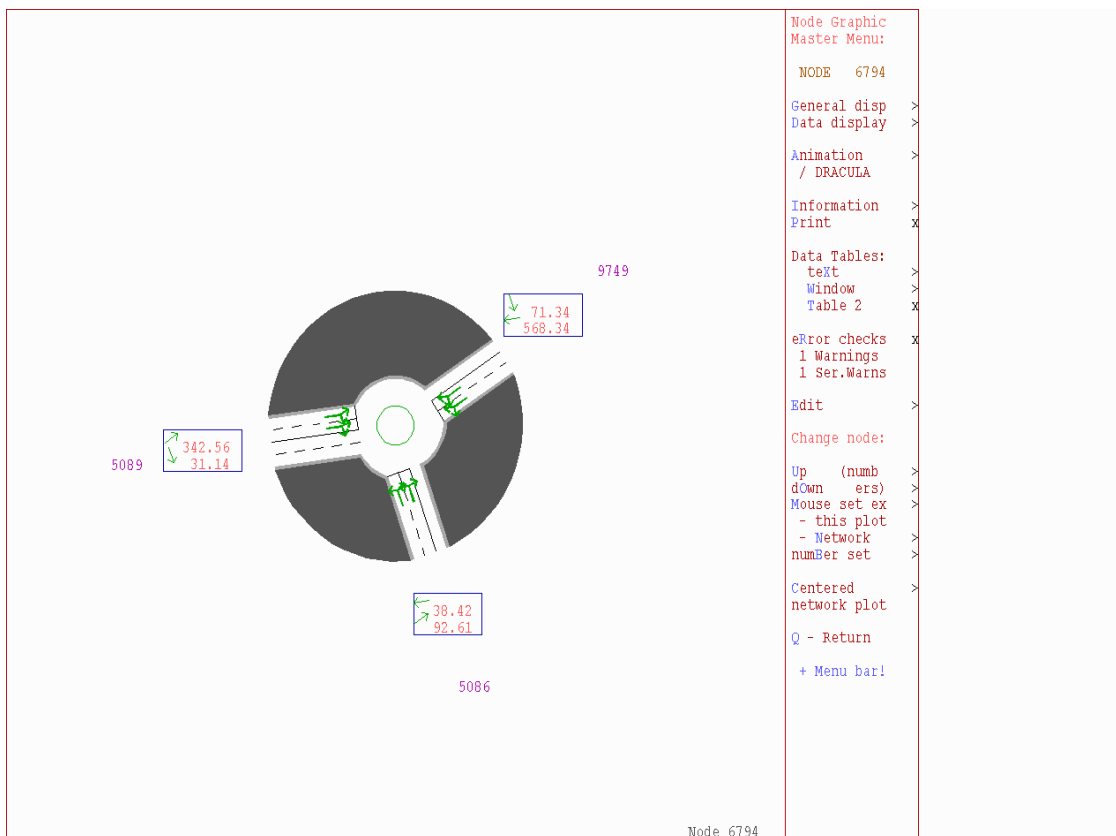 9749
71.34
568.34
342.56
31.14
5089
38.42
92.61
5086
Node 6794
Node Graphic
Master Menu:
NODE 6794
General disp >
Data display >
Animation >
/ DRACULA
Information >
Print x
Data Tables:
teXt >
Window >
Table 2 x
eRror checks x
1 Warnings
1 Ser.Warns
Edit >
Change node:
Up (numb >
dOwn ers) >
Mouse set ex >
- this plot
- Network >
numBer set >
Centered >
network plot
Q - Return
+ Menu bar!